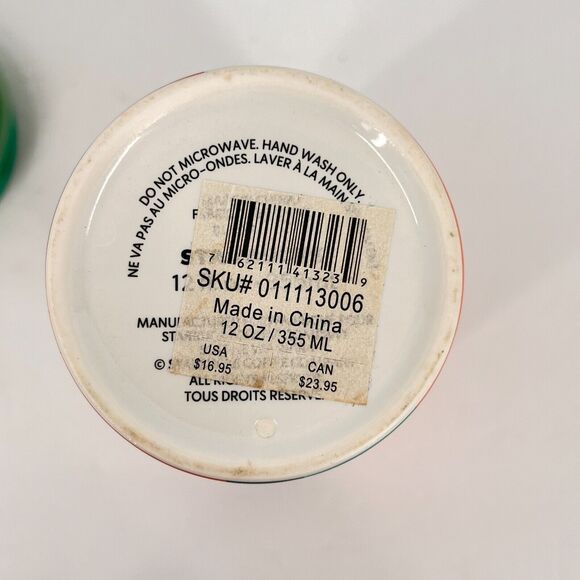 DO NOT MICROWAVE. HAND WASH ONLY.
NE VA PAS AU MICRO-ONDES. LAVER À LA MAIN
7 62111 41323 9
SKU# 011113006
Made in China
12 OZ / 355 ML
USA CAN
$16.95 $23.95
MANUFACTU
ALL RIG
TOUS DROITS RESERVE